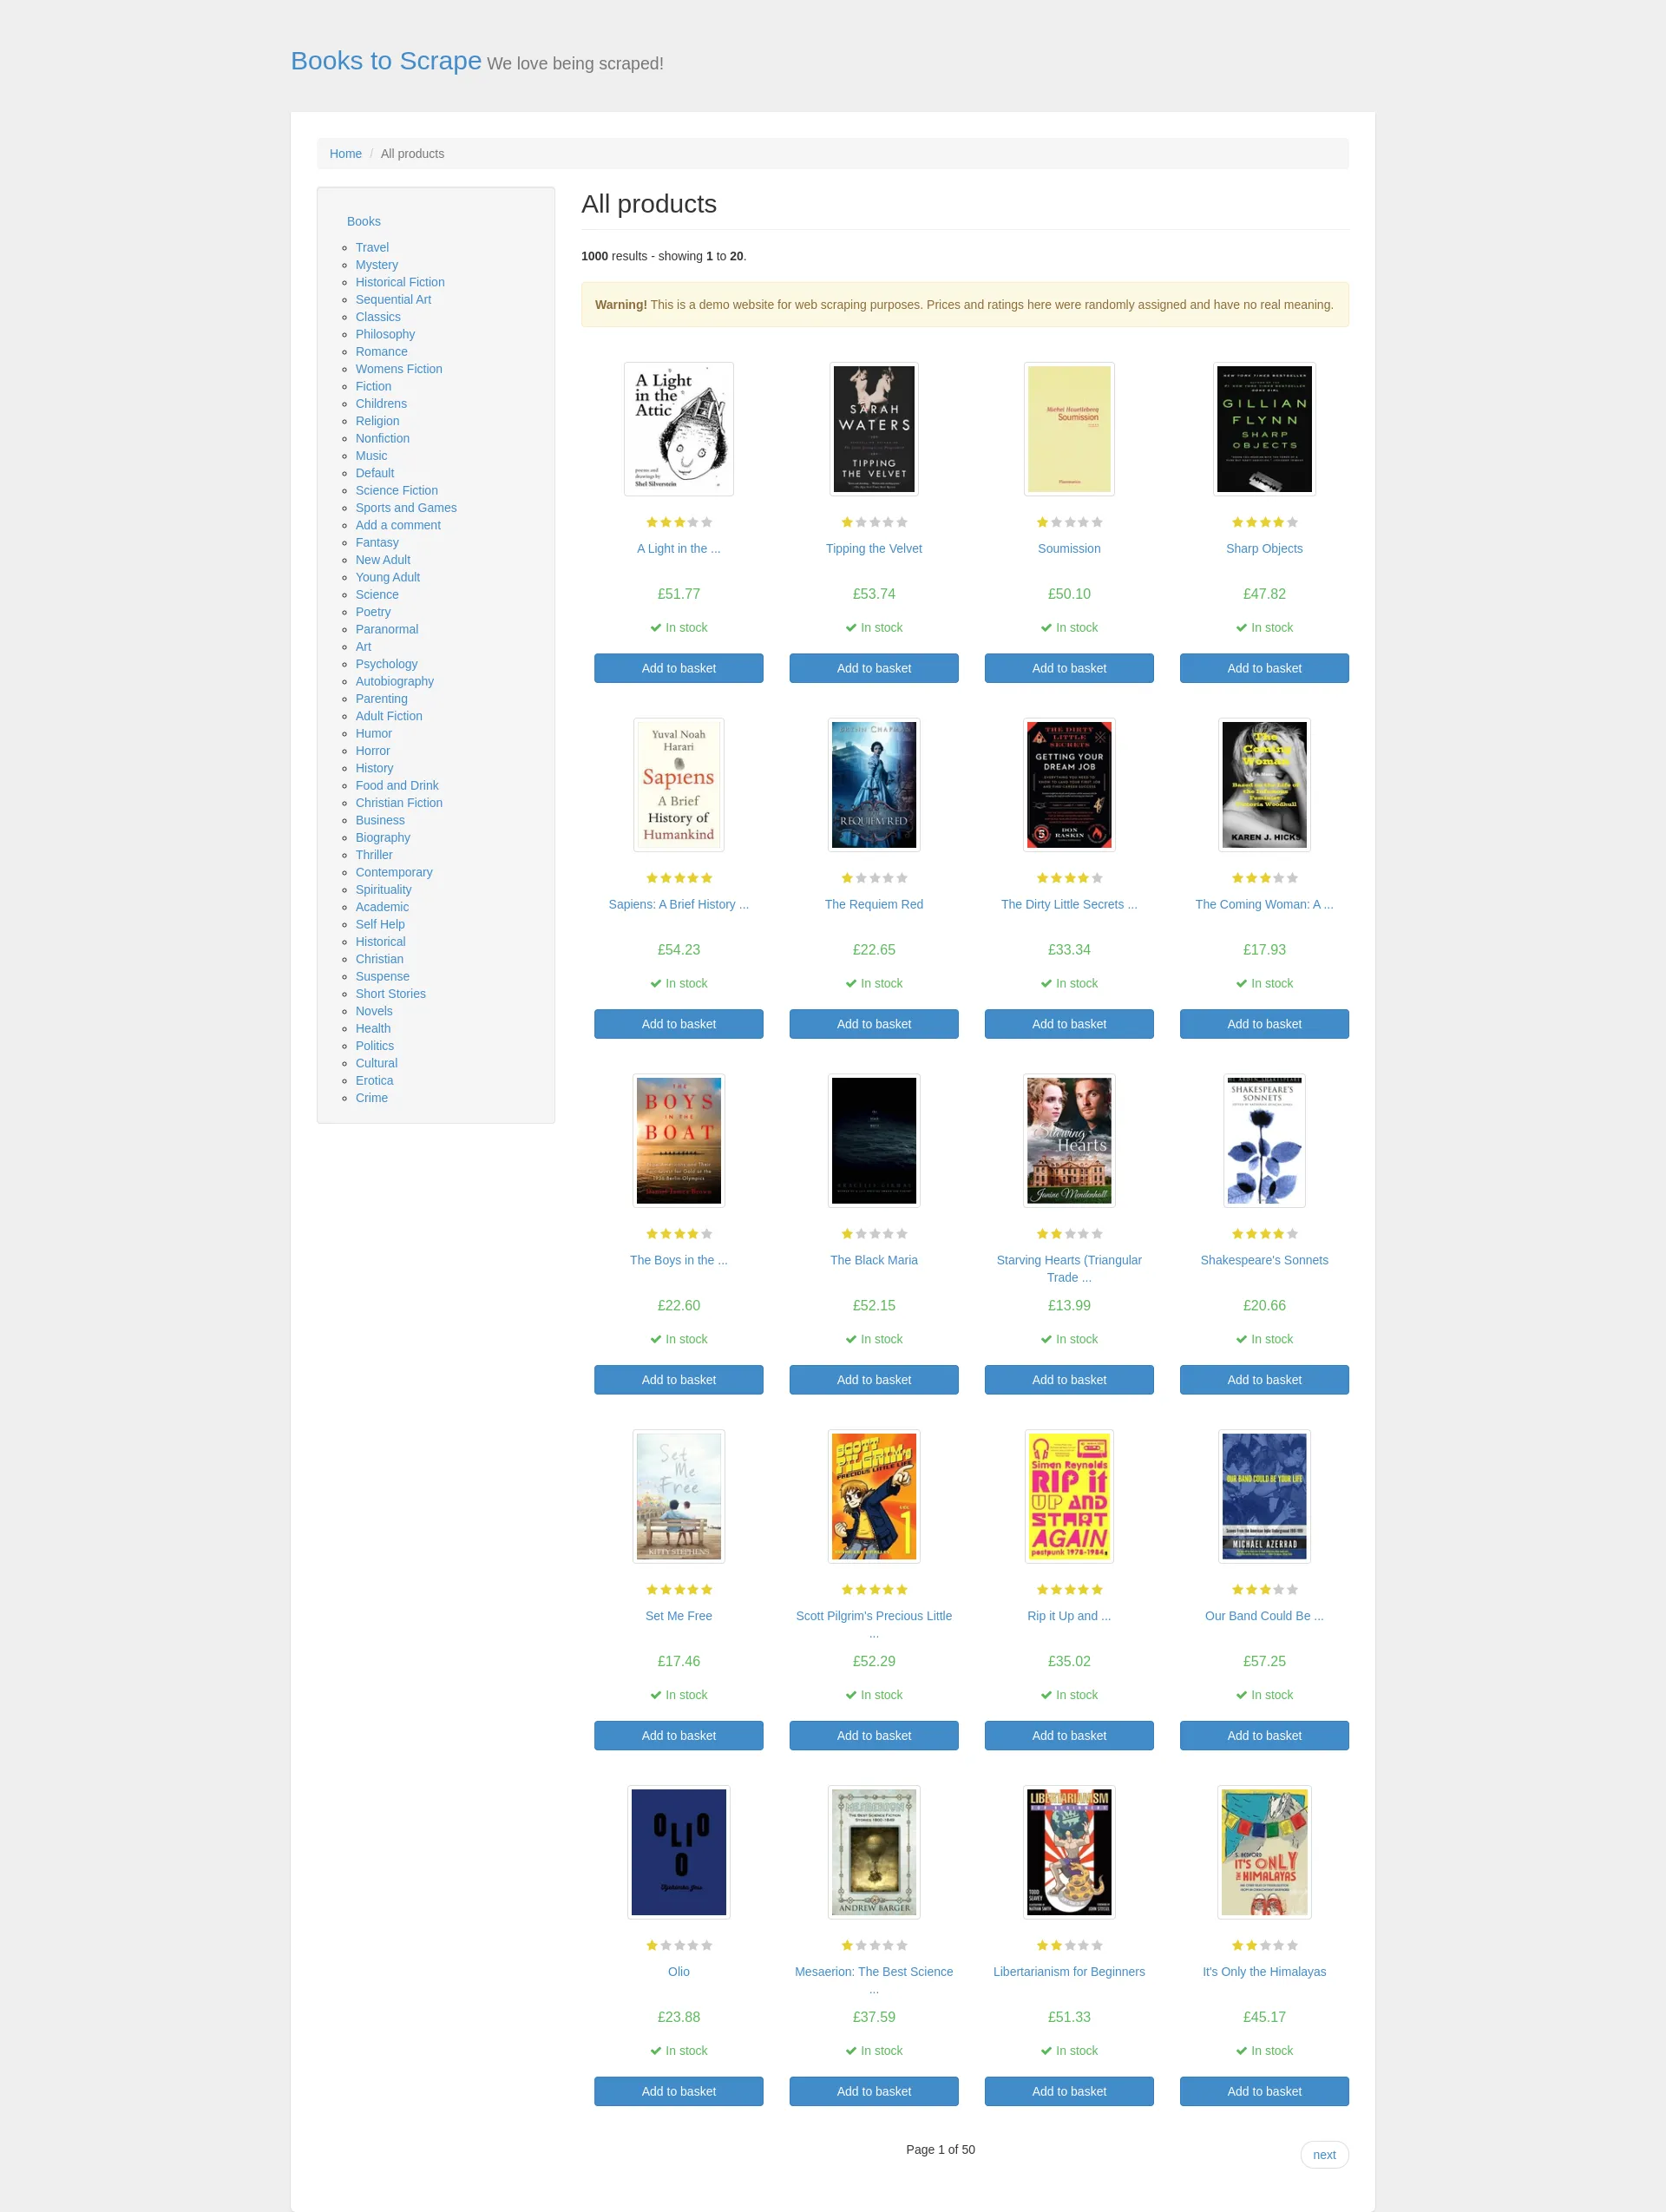 Books to Scrape We love being scraped!
Home / All products
Books
Travel
Mystery
Historical Fiction
Sequential Art
Classics
Philosophy
Romance
Womens Fiction
Fiction
Childrens
Religion
Nonfiction
Music
Default
Science Fiction
Sports and Games
Add a comment
Fantasy
New Adult
Young Adult
Science
Poetry
Paranormal
Art
Psychology
Autobiography
Parenting
Adult Fiction
Humor
Horror
History
Food and Drink
Christian Fiction
Business
Biography
Thriller
Contemporary
Spirituality
Academic
Self Help
Historical
Christian
Suspense
Short Stories
Novels
Health
Politics
Cultural
Erotica
Crime
All products
1000 results - showing 1 to 20.
Warning! This is a demo website for web scraping purposes. Prices and ratings here were randomly assigned and have no real meaning.
A Light
in the
Attic
poems and
drawings by
Shel Silverstein
SARAH
WATERS
TIPPING
THE VELVET
Soumission
NEW YORK TIMES BESTSELLER
GILLIAN
FLYNN
SHARP
OBJECTS
A Light in the ... Tipping the Velvet Soumission Sharp Objects
£51.77 £53.74 £50.10 £47.82
In stock In stock In stock In stock
Add to basket Add to basket Add to basket Add to basket
Yuval Noah
Harari
Sapiens
A Brief
History of
Humankind
REQUIEM RED
THE DIRTY
LITTLE
SECRETS
GETTING YOUR
DREAM JOB
DON
RASKIN
The
Coming
Woman
KAREN J. HICKS
Sapiens: A Brief History ... The Requiem Red The Dirty Little Secrets ... The Coming Woman: A ...
£54.23 £22.65 £33.34 £17.93
In stock In stock In stock In stock
Add to basket Add to basket Add to basket Add to basket
THE
BOYS
IN THE
BOAT
Starving
Hearts
Janine Mendenhall
SHAKESPEARE'S
SONNETS
The Boys in the ... The Black Maria Starving Hearts (Triangular Shakespeare's Sonnets
Trade ...
£22.60 £52.15 £13.99 £20.66
In stock In stock In stock In stock
Add to basket Add to basket Add to basket Add to basket
Set
Me
Free
KITTY STEPHENS
SCOTT
PILGRIM'S
PRECIOUS LITTLE LIFE
VOL
1
Simon Reynolds
RIP it
UP AND
START
AGAIN
postpunk 1978-1984
OUR BAND COULD BE YOUR LIFE
MICHAEL AZERRAD
Set Me Free Scott Pilgrim's Precious Little Rip it Up and ... Our Band Could Be ...
...
£17.46 £52.29 £35.02 £57.25
In stock In stock In stock In stock
Add to basket Add to basket Add to basket Add to basket
OLIO
ANDREW BARGER
LIBERTARIANISM
TODD
SEAVEY
S. BEDFORD
IT'S ONLY
THE HIMALAYAS
Olio Mesaerion: The Best Science Libertarianism for Beginners It's Only the Himalayas
...
£23.88 £37.59 £51.33 £45.17
In stock In stock In stock In stock
Add to basket Add to basket Add to basket Add to basket
Page 1 of 50
next